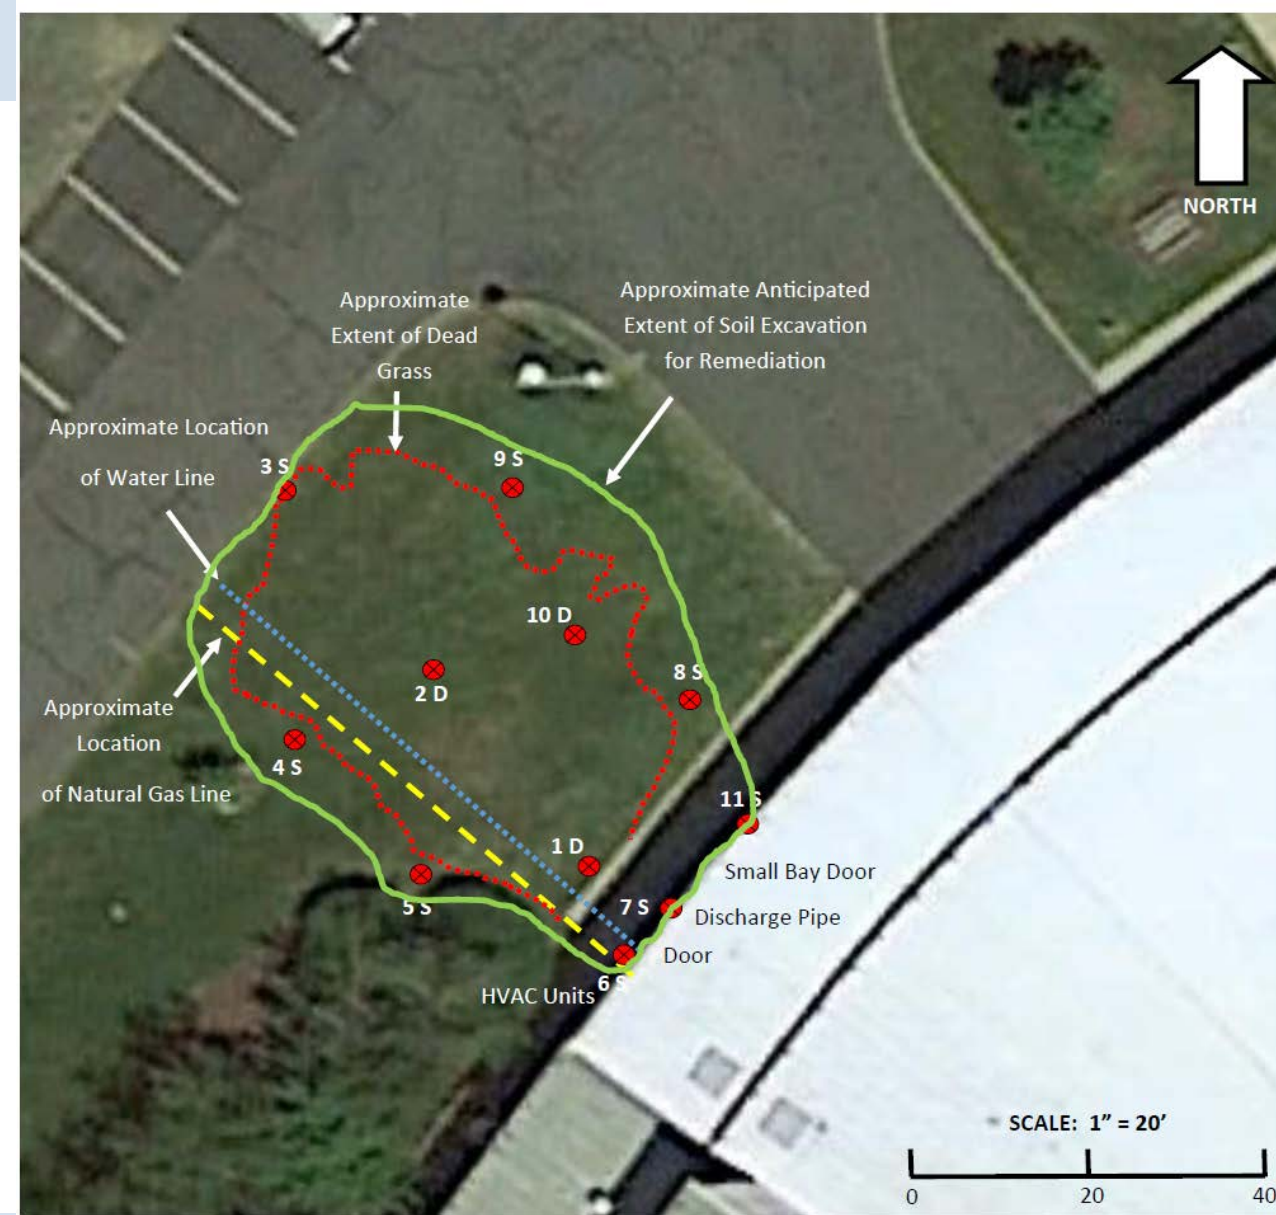 NORTH
Approximate
Extent of Dead
Grass
Approximate Anticipated
Extent of Soil Excavation
for Remediation
Approximate Location
of Water Line
3 S
9 S
10 D
8 S
2 D
Approximate
Location
of Natural Gas Line
4 S
11 S
1 D
Small Bay Door
5 S
7 S
Discharge Pipe
Door
6 S
HVAC Units
SCALE: 1” = 20’
0 20 40